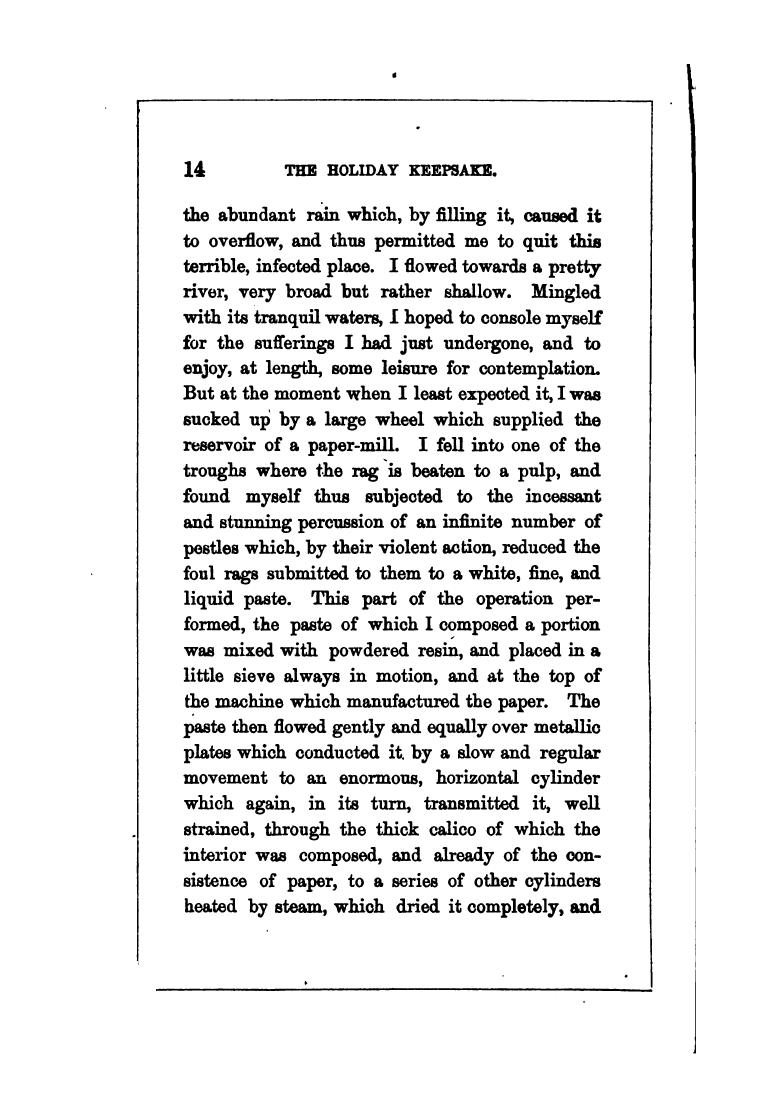 14 THE HOLIDAY KEEPSAKE.
the abundant rain which, by filling it, caused it
to overflow, and thus permitted me to quit this
terrible, infected place. I flowed towards a pretty
river, very broad but rather shallow. Mingled
with its tranquil waters, I hoped to console myself
for the sufferings I had just undergone, and to
enjoy, at length, some leisure for contemplation.
But at the moment when I least expected it, I was
sucked up by a large wheel which supplied the
reservoir of a paper-mill. I fell into one of the
troughs where the rag is beaten to a pulp, and
found myself thus subjected to the incessant
and stunning percussion of an infinite number of
pestles which, by their violent action, reduced the
foul rags submitted to them to a white, fine, and
liquid paste. This part of the operation per-
formed, the paste of which I composed a portion
was mixed with powdered resin, and placed in a
little sieve always in motion, and at the top of
the machine which manufactured the paper. The
paste then flowed gently and equally over metallic
plates which conducted it. by a slow and regular
movement to an enormous, horizontal cylinder
which again, in its turn, transmitted it, well
strained, through the thick calico of which the
interior was composed, and already of the con-
sistence of paper, to a series of other cylinders
heated by steam, which dried it completely, and